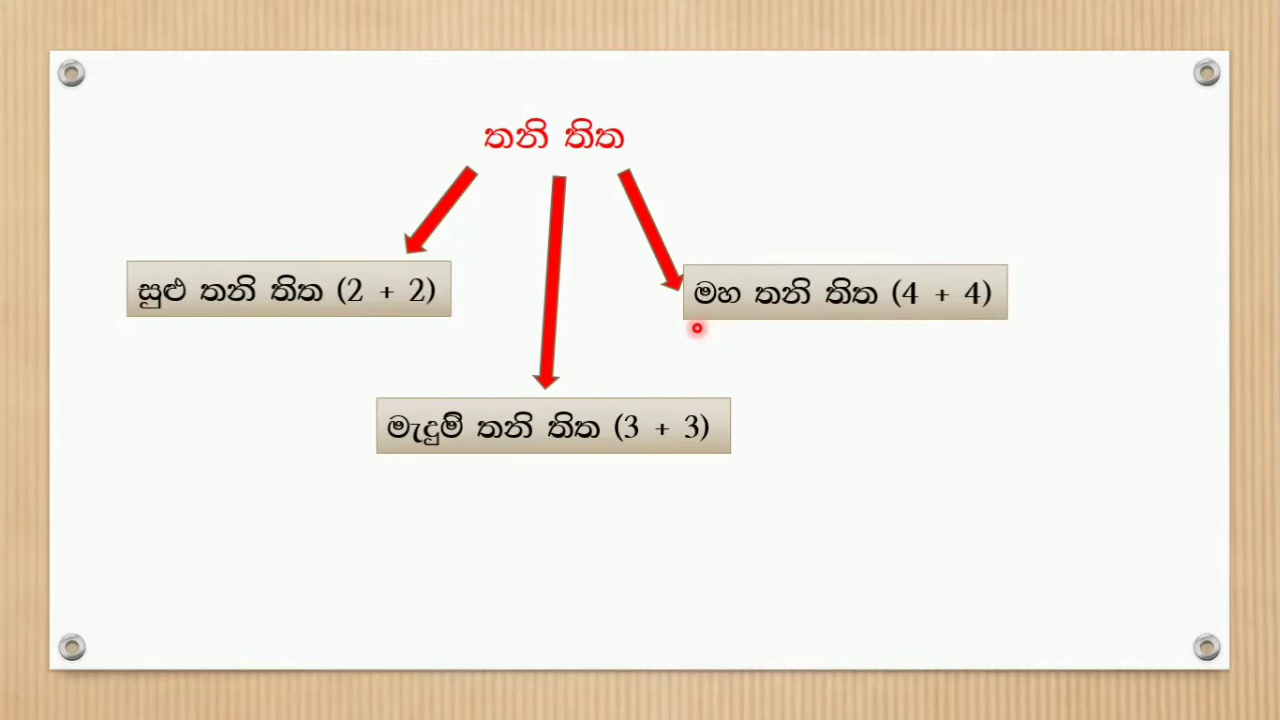 තනි තිත
සුළු තනි තිත (2 + 2)
මහ තනි තිත (4 + 4)
මැදුම් තනි තිත (3 + 3)